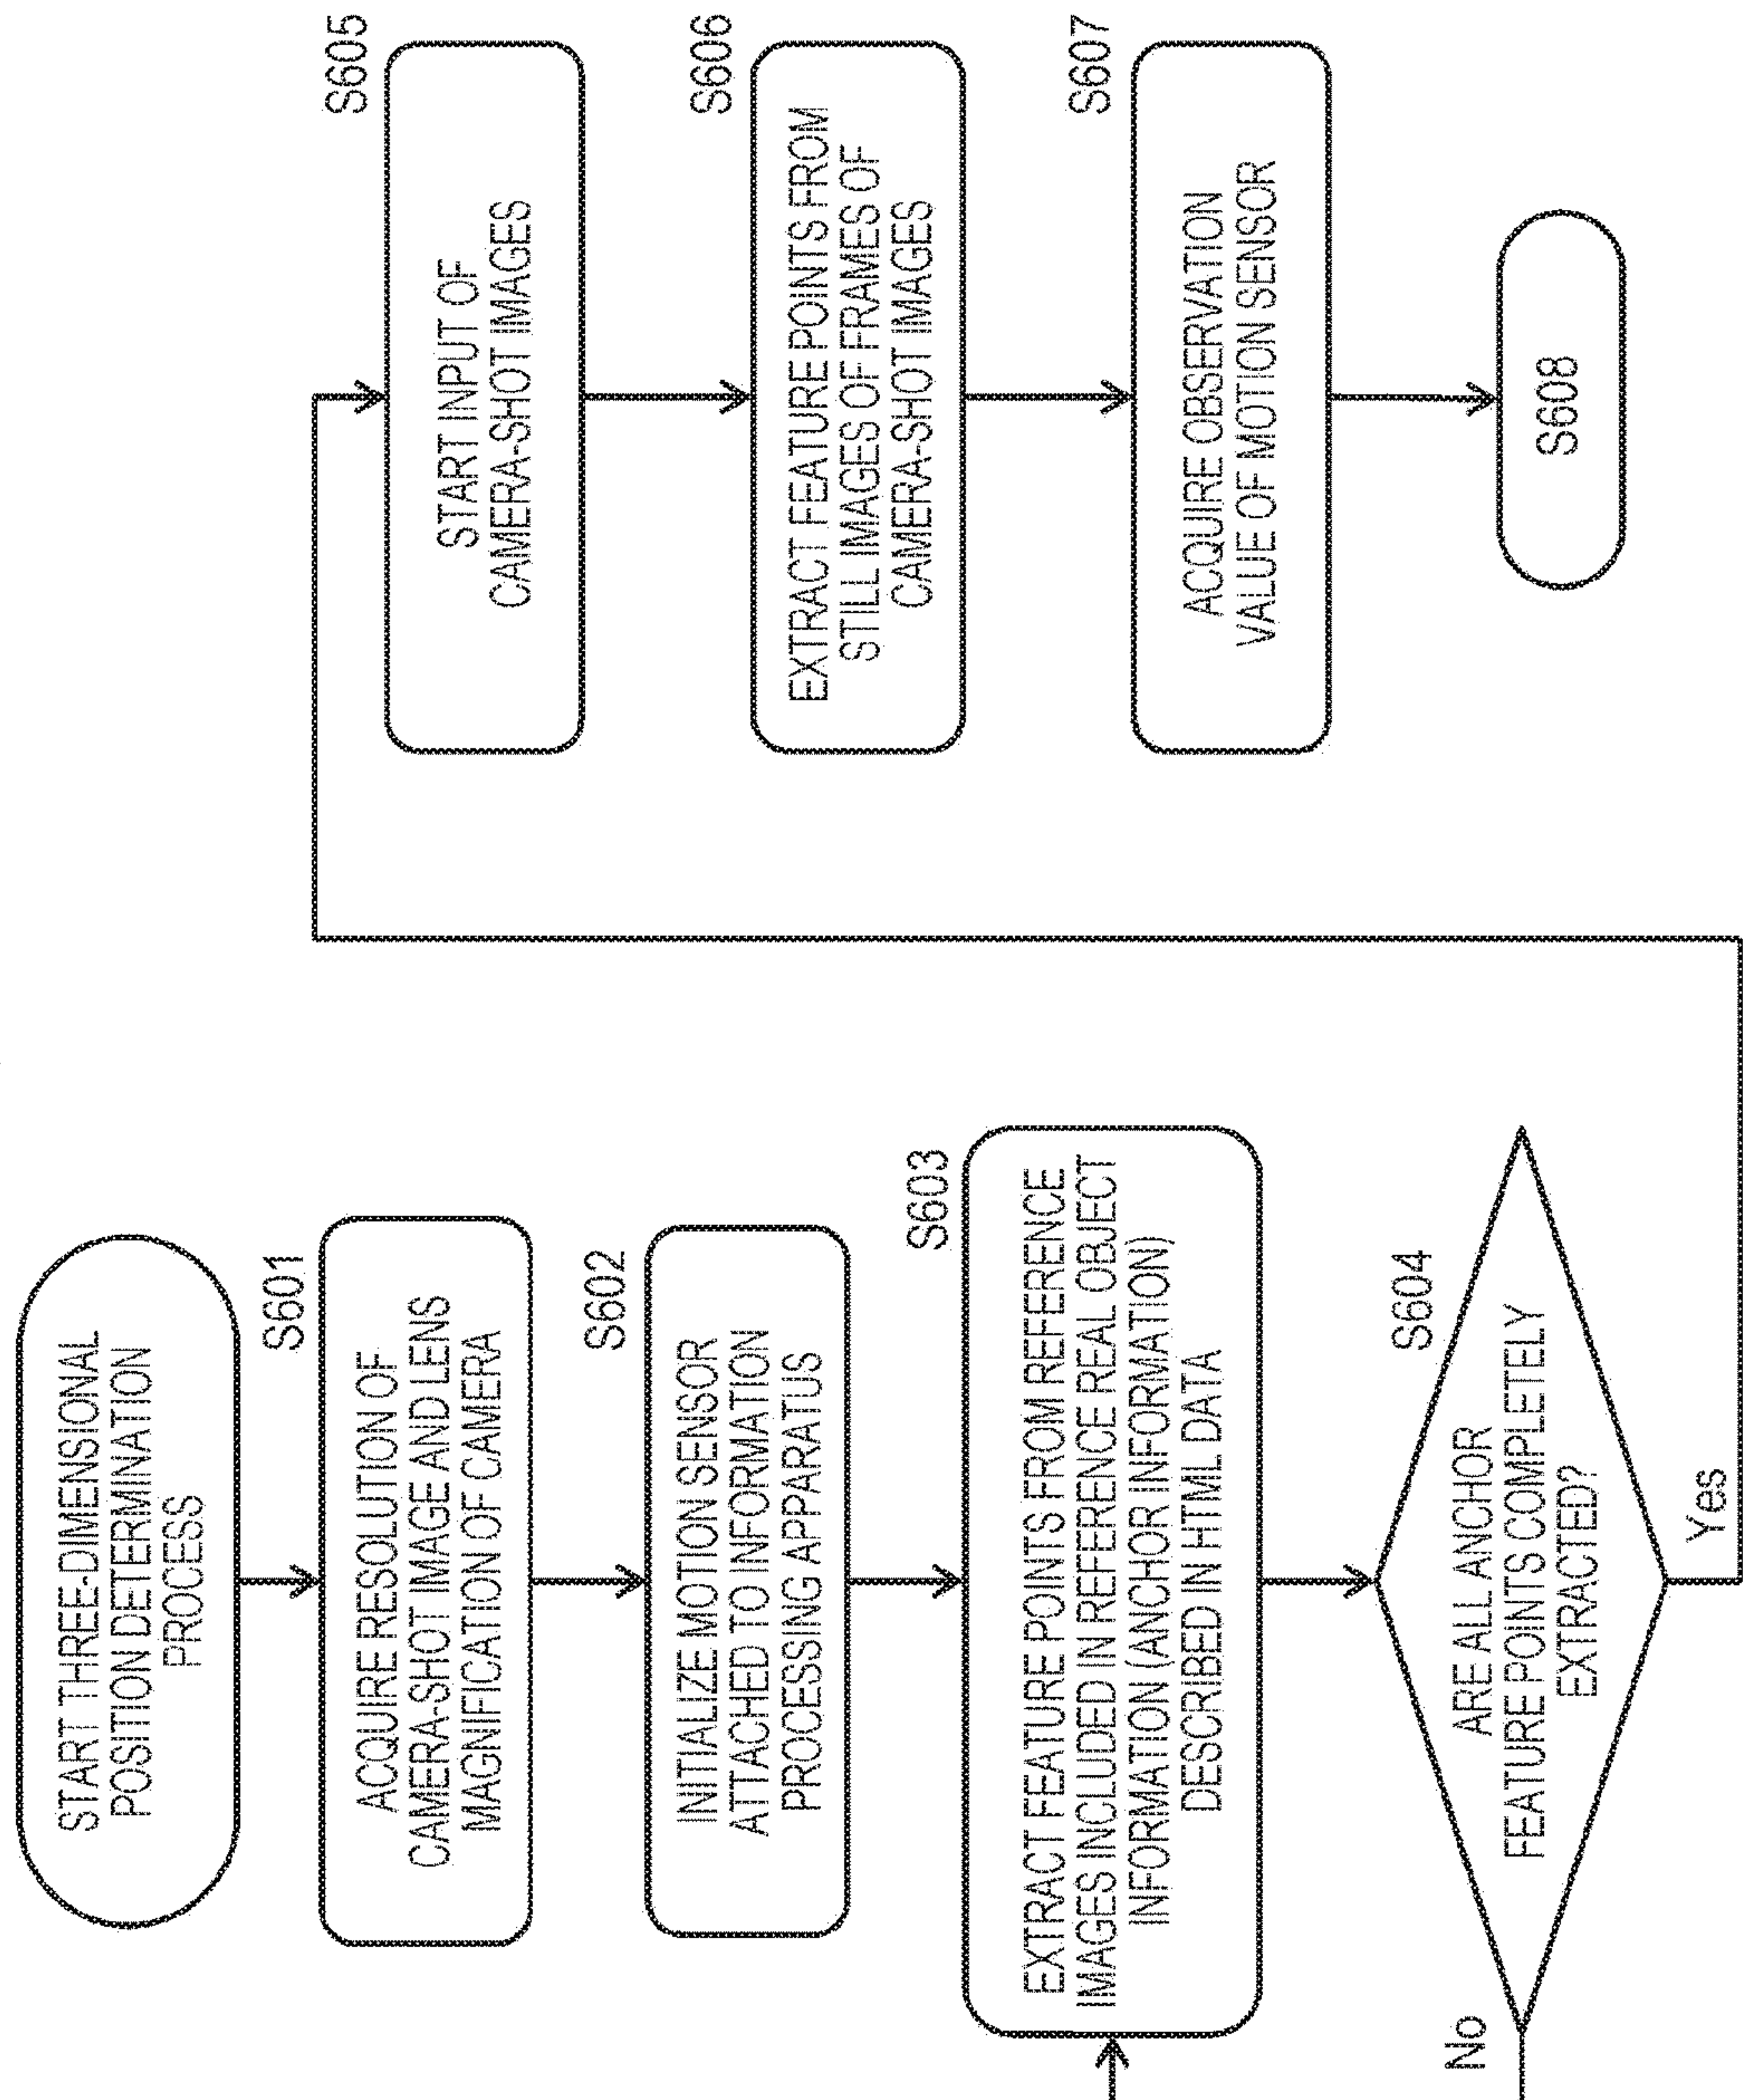 START THREE-DIMENSIONAL
POSITION DETERMINATION
PROCESS
S601
ACQUIRE RESOLUTION OF
CAMERA-SHOT IMAGE AND LENS
MAGNIFICATION OF CAMERA
S602
INITIALIZE MOTION SENSOR
ATTACHED TO INFORMATION
PROCESSING APPARATUS
S603
EXTRACT FEATURE POINTS FROM REFERENCE
IMAGES INCLUDED IN REFERENCE REAL OBJECT
INFORMATION (ANCHOR INFORMATION)
DESCRIBED IN HTML DATA
S604
ARE ALL ANCHOR
FEATURE POINTS COMPLETELY
EXTRACTED?
No
Yes
S605
START INPUT OF
CAMERA-SHOT IMAGES
S606
EXTRACT FEATURE POINTS FROM
STILL IMAGES OF FRAMES OF
CAMERA-SHOT IMAGES
S607
ACQUIRE OBSERVATION
VALUE OF MOTION SENSOR
S608